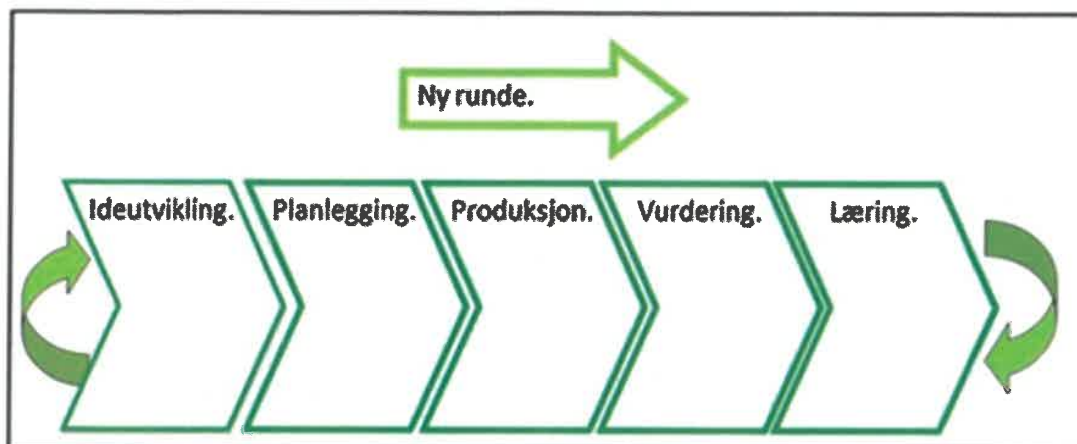 Ny runde.
Ideutvikling.
Planlegging.
Produksjon.
Vurdering.
Læring.